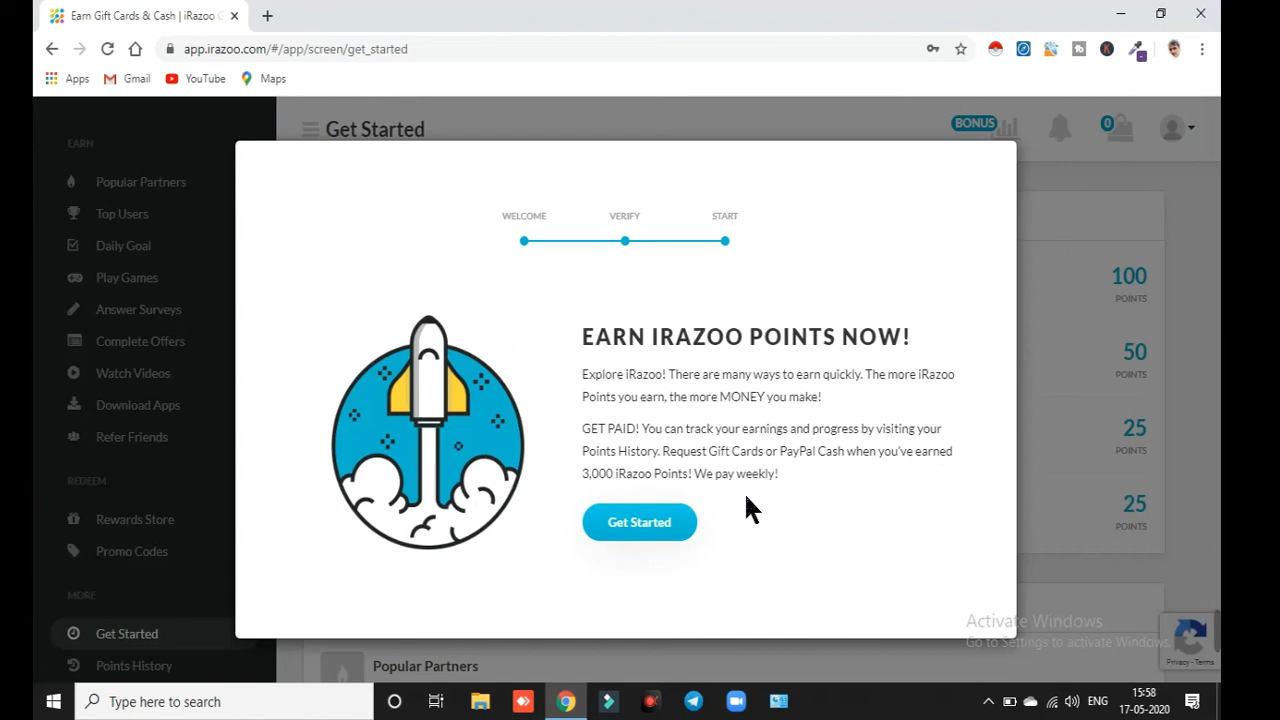 Earn Gift Cards & Cash | iRazoo
app.irazoo.com/#/app/screen/get_started
Apps
Gmail
YouTube
Maps
EARN
Popular Partners
Top Users
Daily Goal
Play Games
Answer Surveys
Complete Offers
Watch Videos
Download Apps
Refer Friends
REDEEM
Rewards Store
Promo Codes
MORE
Get Started
Points History
Get Started
BONUS
0
WELCOME
VERIFY
START
EARN IRAZOO POINTS NOW!
Explore iRazoo! There are many ways to earn quickly. The more iRazoo
Points you earn, the more MONEY you make!
GET PAID! You can track your earnings and progress by visiting your
Points History. Request Gift Cards or PayPal Cash when you've earned
3,000 iRazoo Points! We pay weekly!
Get Started
100
POINTS
50
POINTS
25
POINTS
25
POINTS
Popular Partners
Activate Windows
Go to Settings to activate Windows.
Privacy - Terms
Type here to search
ENG
15:58
17-05-2020